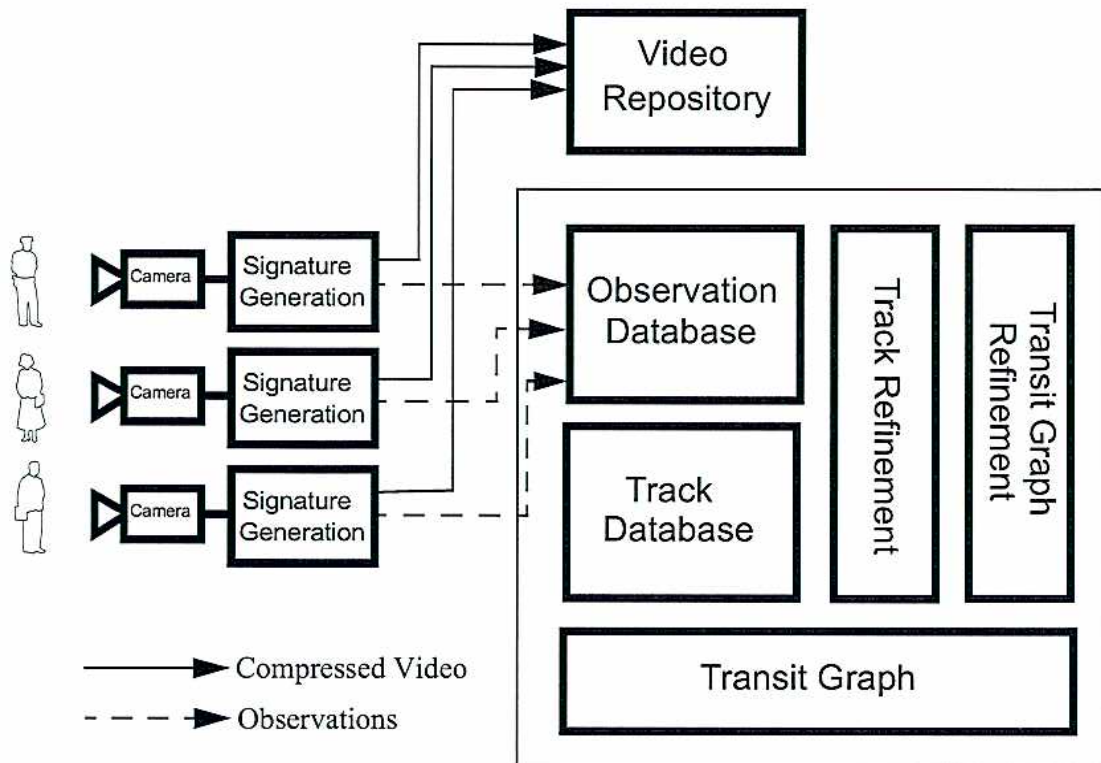 Video
Repository
Camera
Signature
Generation
Camera
Signature
Generation
Camera
Signature
Generation
Observation
Database
Track
Database
Track Refinement
Transit Graph
Refinement
Transit Graph
Compressed Video
Observations